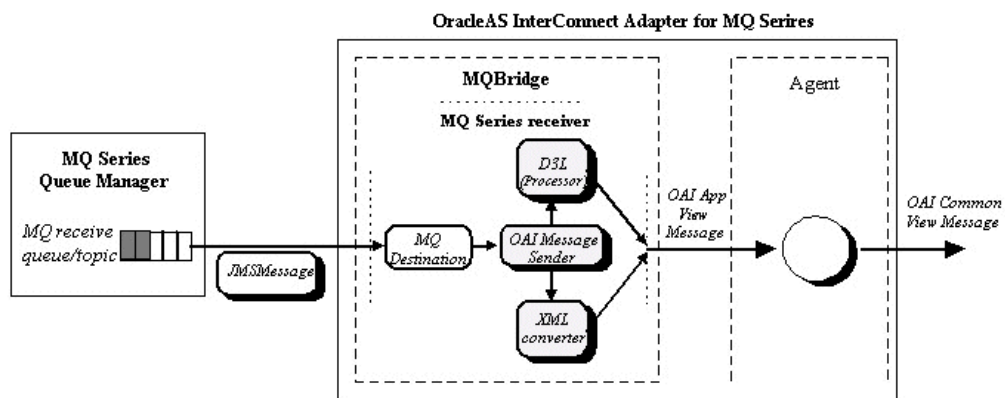 OracleAS InterConnect Adapter for MQ Serires
MQBridge
Agent
MQ Series receiver
MQ Series
Queue Manager
MQ receive
queue/topic
JMSMessage
MQ
Destination
D3L
(Processor)
OAI Message
Sender
XML
converter
OAI App
View
Message
OAI Common
View Message